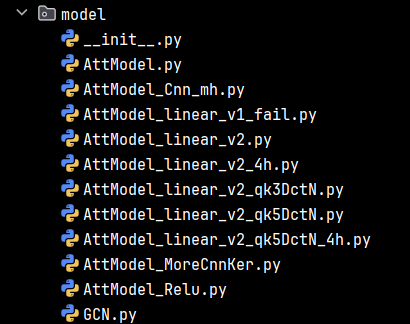 model
__init__.py
AttModel.py
AttModel_Cnn_mh.py
AttModel_linear_v1_fail.py
AttModel_linear_v2.py
AttModel_linear_v2_4h.py
AttModel_linear_v2_qk3DctN.py
AttModel_linear_v2_qk5DctN.py
AttModel_linear_v2_qk5DctN_4h.py
AttModel_MoreCnnKer.py
AttModel_Relu.py
GCN.py